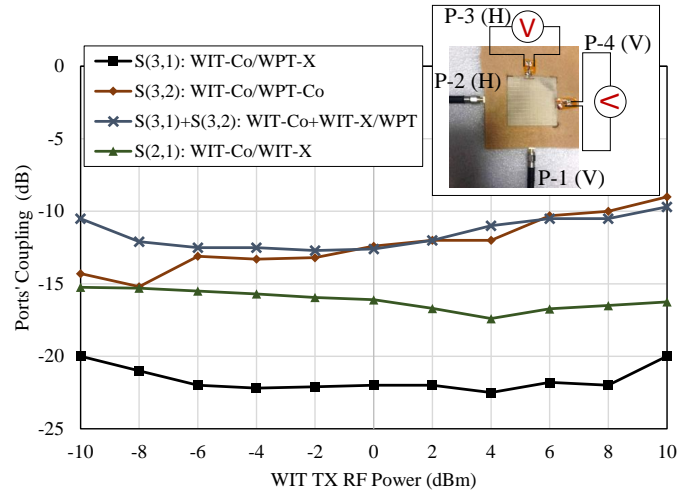 P-3 (H)
V
P-4 (V)
V
P-2 (H)
P-1 (V)
S(3,1): WIT-Co/WPT-X
S(3,2): WIT-Co/WPT-Co
S(3,1)+S(3,2): WIT-Co+WIT-X/WPT
S(2,1): WIT-Co/WIT-X
Ports' Coupling (dB)
0
-5
-10
-15
-20
-25
-10 -8 -6 -4 -2 0 2 4 6 8 10
WIT TX RF Power (dBm)